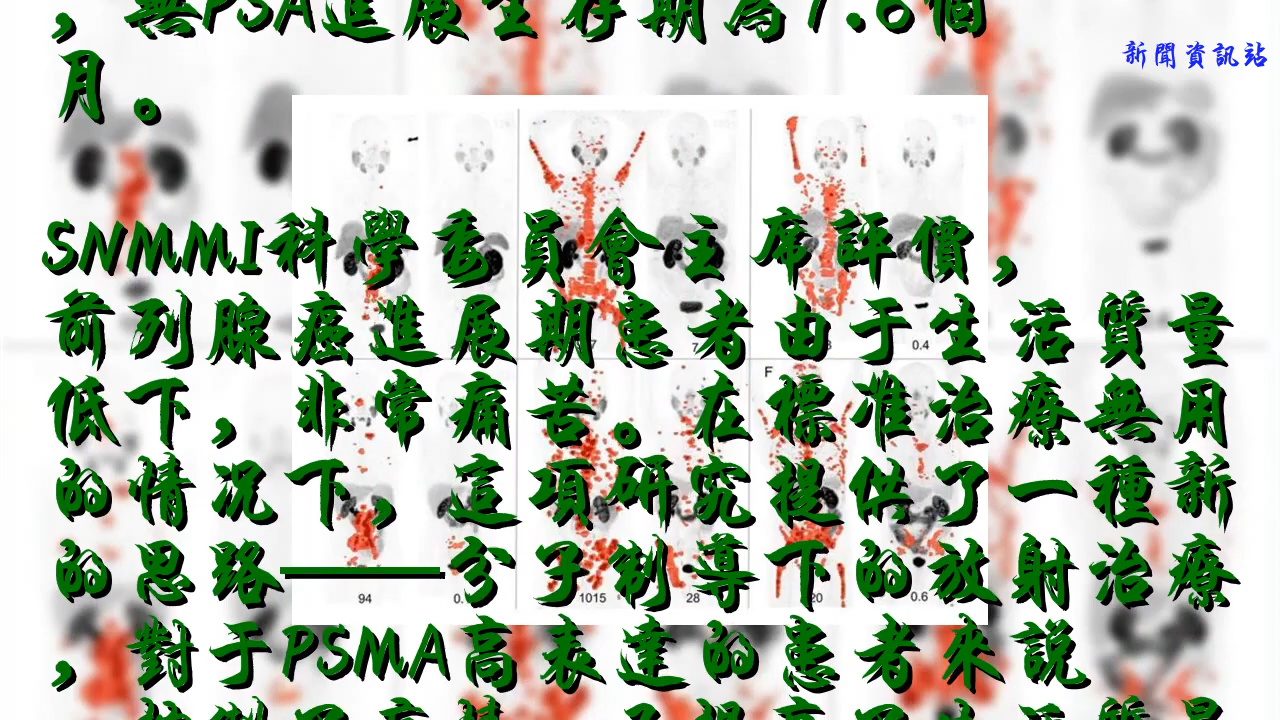 ，無PSA進展生存期為7.6個
月。
新聞資訊站
SNMMI科學委員會主席評價，
前列腺癌進展期患者由于生活質量
低下，非常痛苦。在標准治療無用
的情况下，這項研究提供了一種新
的思路——分子制導下的放射治療
，對于PSMA高表達的患者來説
0.4
F
94
1015
28
20
0.6